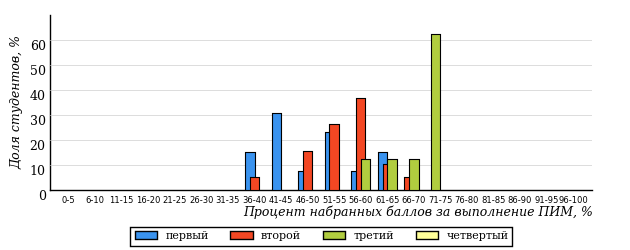 Доля студентов, %
60
50
40
30
20
10
0
0-5 6-10 11-15 16-20 21-25 26-30 31-35 36-40 41-45 46-50 51-55 56-60 61-65 66-70 71-75 76-80 81-85 86-90 91-95 96-100
Процент набранных баллов за выполнение ПИМ, %
первый второй третий четвертый